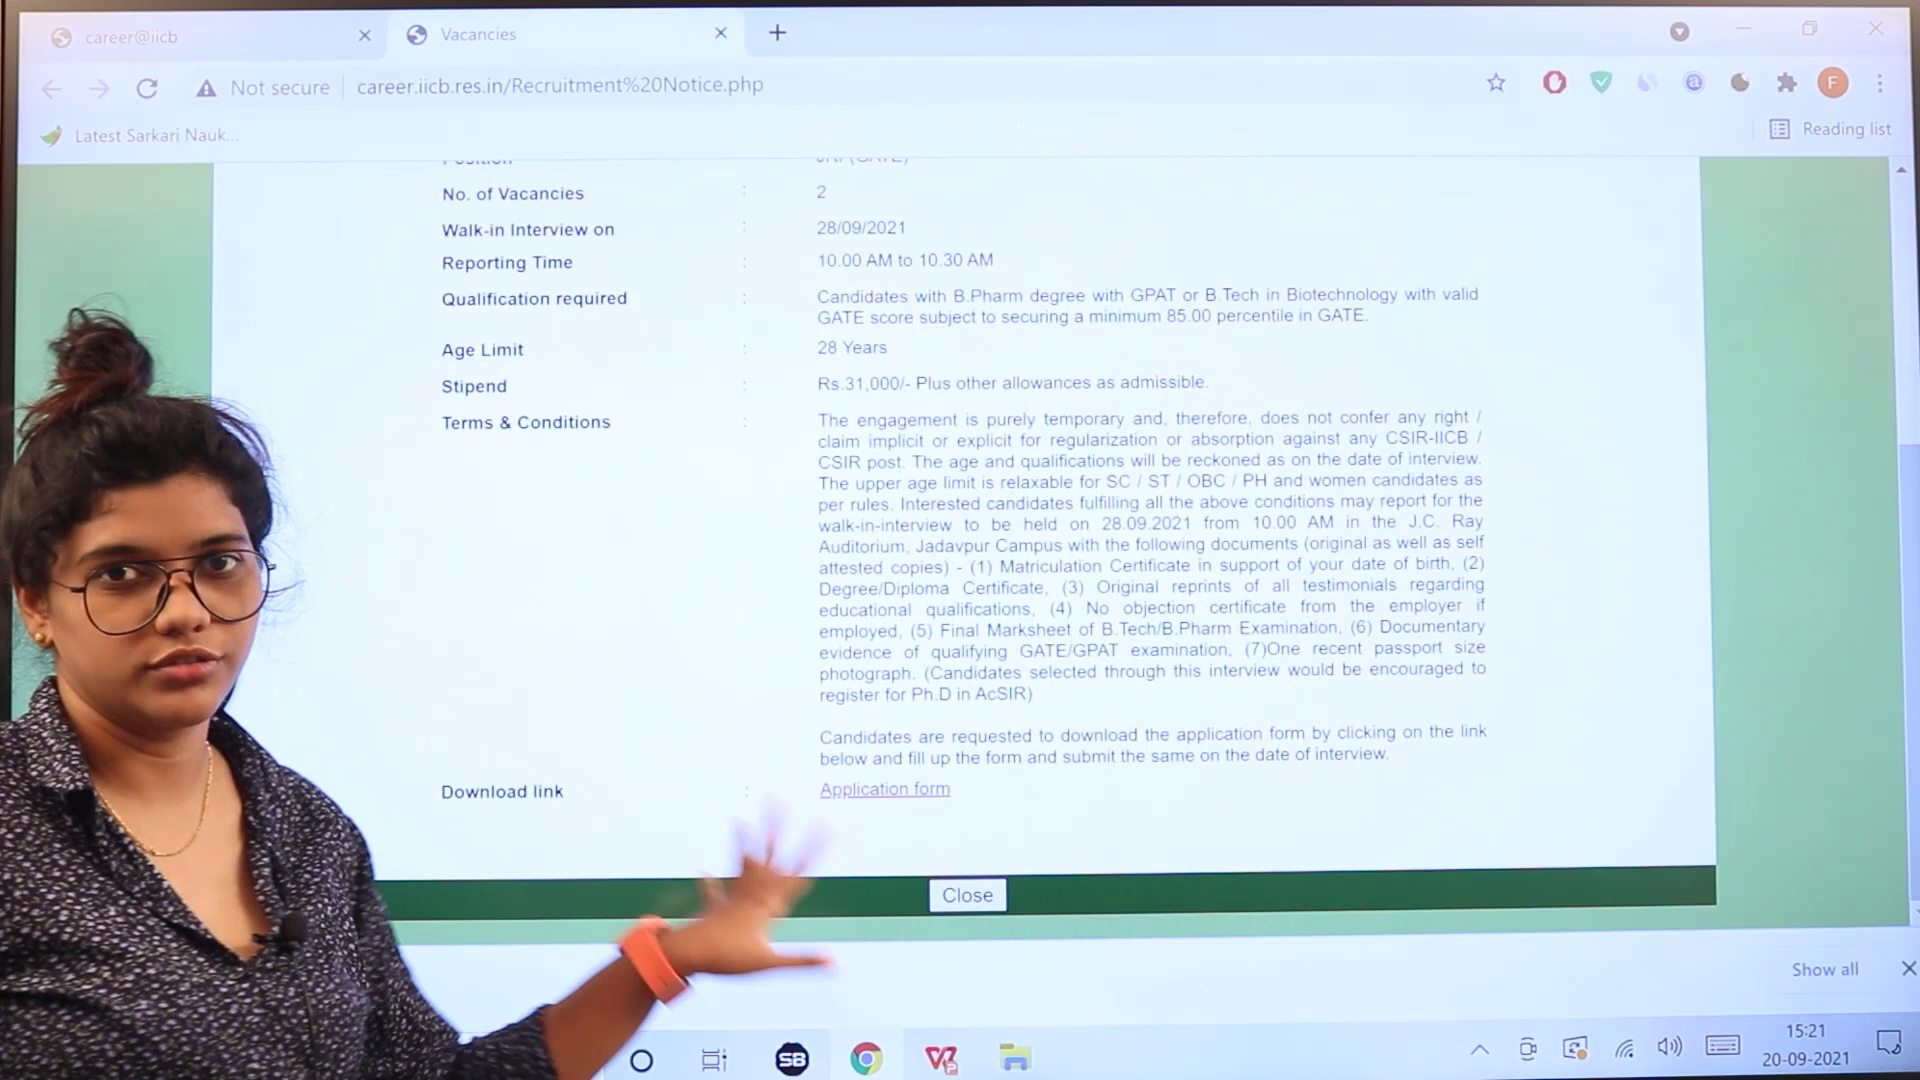 career@iicb
Vacancies
Not secure
career.iicb.res.in/Recruitment%20Notice.php
F
Latest Sarkari Nauk...
Reading list
Position
JRF(GATE)
No. of Vacancies : 2
Walk-in Interview on : 28/09/2021
Reporting Time : 10.00 AM to 10.30 AM
Qualification required : Candidates with B.Pharm degree with GPAT or B.Tech in Biotechnology with valid
GATE score subject to securing a minimum 85.00 percentile in GATE.
Age Limit : 28 Years
Stipend : Rs.31,000/- Plus other allowances as admissible.
Terms & Conditions : The engagement is purely temporary and, therefore, does not confer any right /
claim implicit or explicit for regularization or absorption against any CSIR-IICB /
CSIR post. The age and qualifications will be reckoned as on the date of interview.
The upper age limit is relaxable for SC / ST / OBC / PH and women candidates as
per rules. Interested candidates fulfilling all the above conditions may report for the
walk-in-interview to be held on 28.09.2021 from 10.00 AM in the J.C. Ray
Auditorium, Jadavpur Campus with the following documents (original as well as self
attested copies) - (1) Matriculation Certificate in support of your date of birth, (2)
Degree/Diploma Certificate, (3) Original reprints of all testimonials regarding
educational qualifications, (4) No objection certificate from the employer if
employed, (5) Final Marksheet of B.Tech/B.Pharm Examination, (6) Documentary
evidence of qualifying GATE/GPAT examination, (7)One recent passport size
photograph. (Candidates selected through this interview would be encouraged to
register for Ph.D in AcSIR)
Candidates are requested to download the application form by clicking on the link
below and fill up the form and submit the same on the date of interview.
Download link : Application form
Close
Show all
SB
15:21
20-09-2021